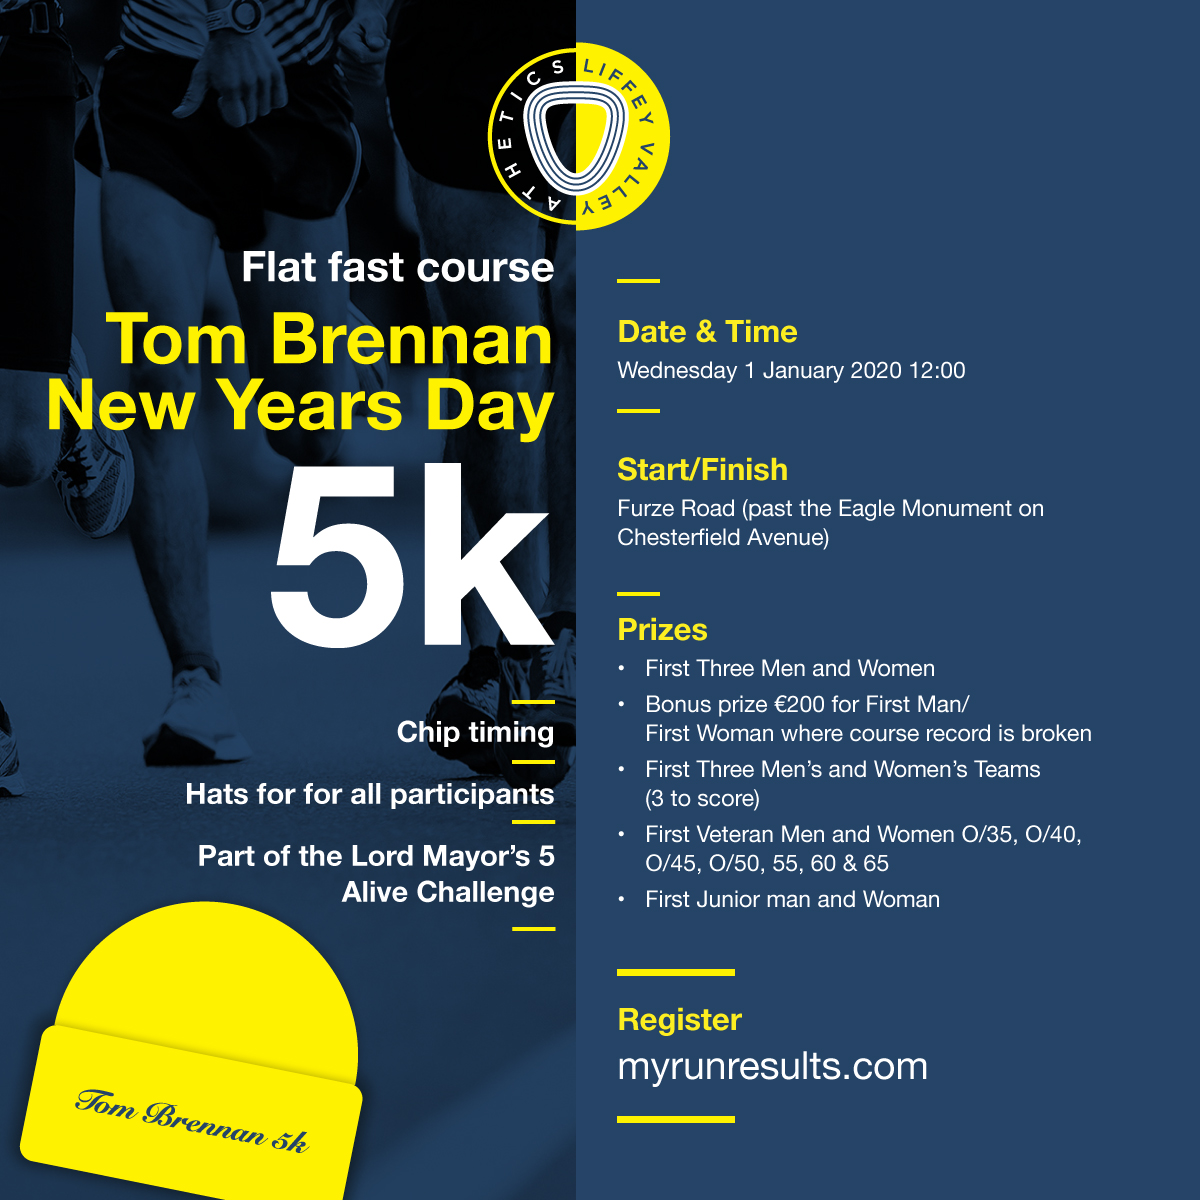 ATHETICS LIFFEY VALLEY
Flat fast course
Tom Brennan
New Years Day
5k
Chip timing
Hats for for all participants
Part of the Lord Mayor's 5
Alive Challenge
Tom Brennan 5k
Date & Time
Wednesday 1 January 2020 12:00
Start/Finish
Furze Road (past the Eagle Monument on
Chesterfield Avenue)
Prizes
• First Three Men and Women
• Bonus prize €200 for First Man/
First Woman where course record is broken
• First Three Men's and Women's Teams
(3 to score)
• First Veteran Men and Women O/35, O/40,
O/45, O/50, 55, 60 & 65
• First Junior man and Woman
Register
myrunresults.com